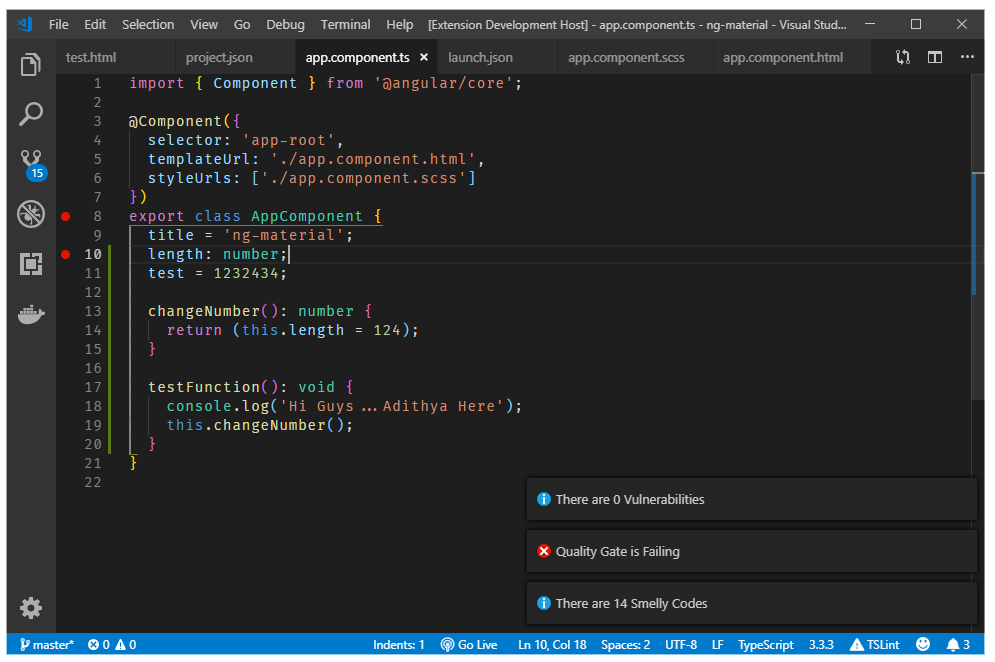 File Edit Selection View Go Debug Terminal Help [Extension Development Host] - app.component.ts - ng-material - Visual Stud...
test.html project.json app.component.ts × launch.json app.component.scss app.component.html
1 import { Component } from '@angular/core';
2
3 @Component({
4 selector: 'app-root',
5 templateUrl: './app.component.html',
6 styleUrls: ['./app.component.scss']
7 })
8 export class AppComponent {
9 title = 'ng-material';
10 length: number;
11 test = 1232434;
12
13 changeNumber(): number {
14 return (this.length = 124);
15 }
16
17 testFunction(): void {
18 console.log('Hi Guys ...Adithya Here');
19 this.changeNumber();
20 }
21 }
22
15
There are 0 Vulnerabilities
Quality Gate is Failing
There are 14 Smelly Codes
master* 0 0 Indents: 1 Go Live Ln 10, Col 18 Spaces: 2 UTF-8 LF TypeScript 3.3.3 TSLint 3